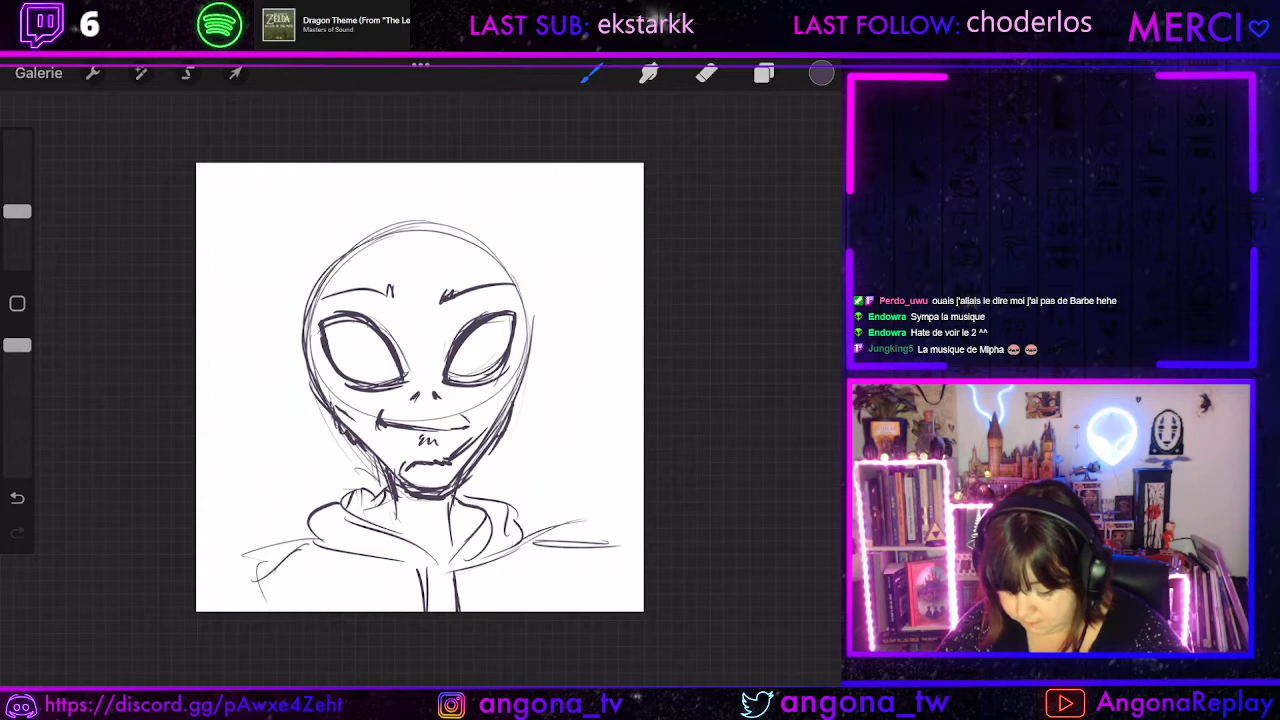 6
Dragon Theme (From "The Le
Masters of Sound
LAST SUB: ekstarkk
LAST FOLLOW: choderlos
MERCI
Galerie
Perdo_uwu ouais j'allais le dire moi j'ai pas de Barbe hehe
Endowra Sympa la musique
Endowra Hate de voir le 2 ^^
Jungking5 La musique de Mipha
https://discord.gg/pAwxe4Zeht
angona_tv
angona_tw
AngonaReplay